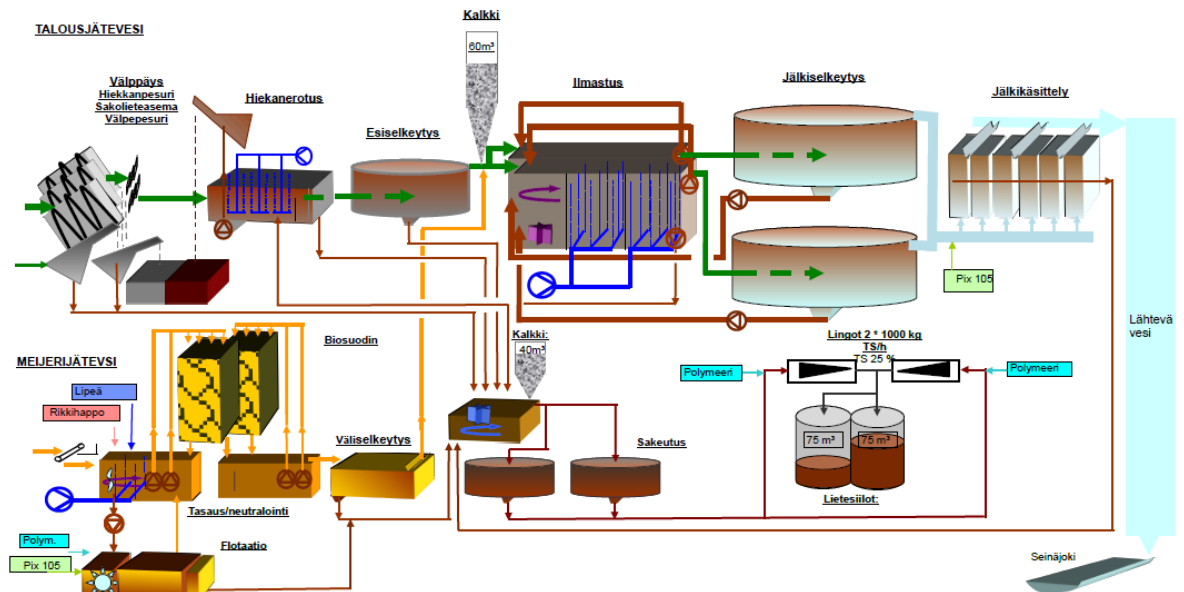 TALOUSJÄTEVESI
Kalkki
60m³
Välppäys
Hiekkanpesuri
Sakolieteasema
Välpepesuri
Hiekanerotus
Esiselkeytys
Ilmastus
Jälkiselkeytys
Jälkikäsittely
Pix 105
Lähtevä
vesi
MEIJERIJÄTEVSI
Biosuodin
Lipeä
Rikkihappo
Väliselkeytys
Tasaus/neutralointi
Polym.
Pix 105
Flotaatio
Kalkki:
40m³
Sakeutus
Lingot 2 * 1000 kg
TS/h
TS 25 %
Polymeeri
Polymeeri
75 m³
75 m³
Lietesiilot:
Seinäjoki